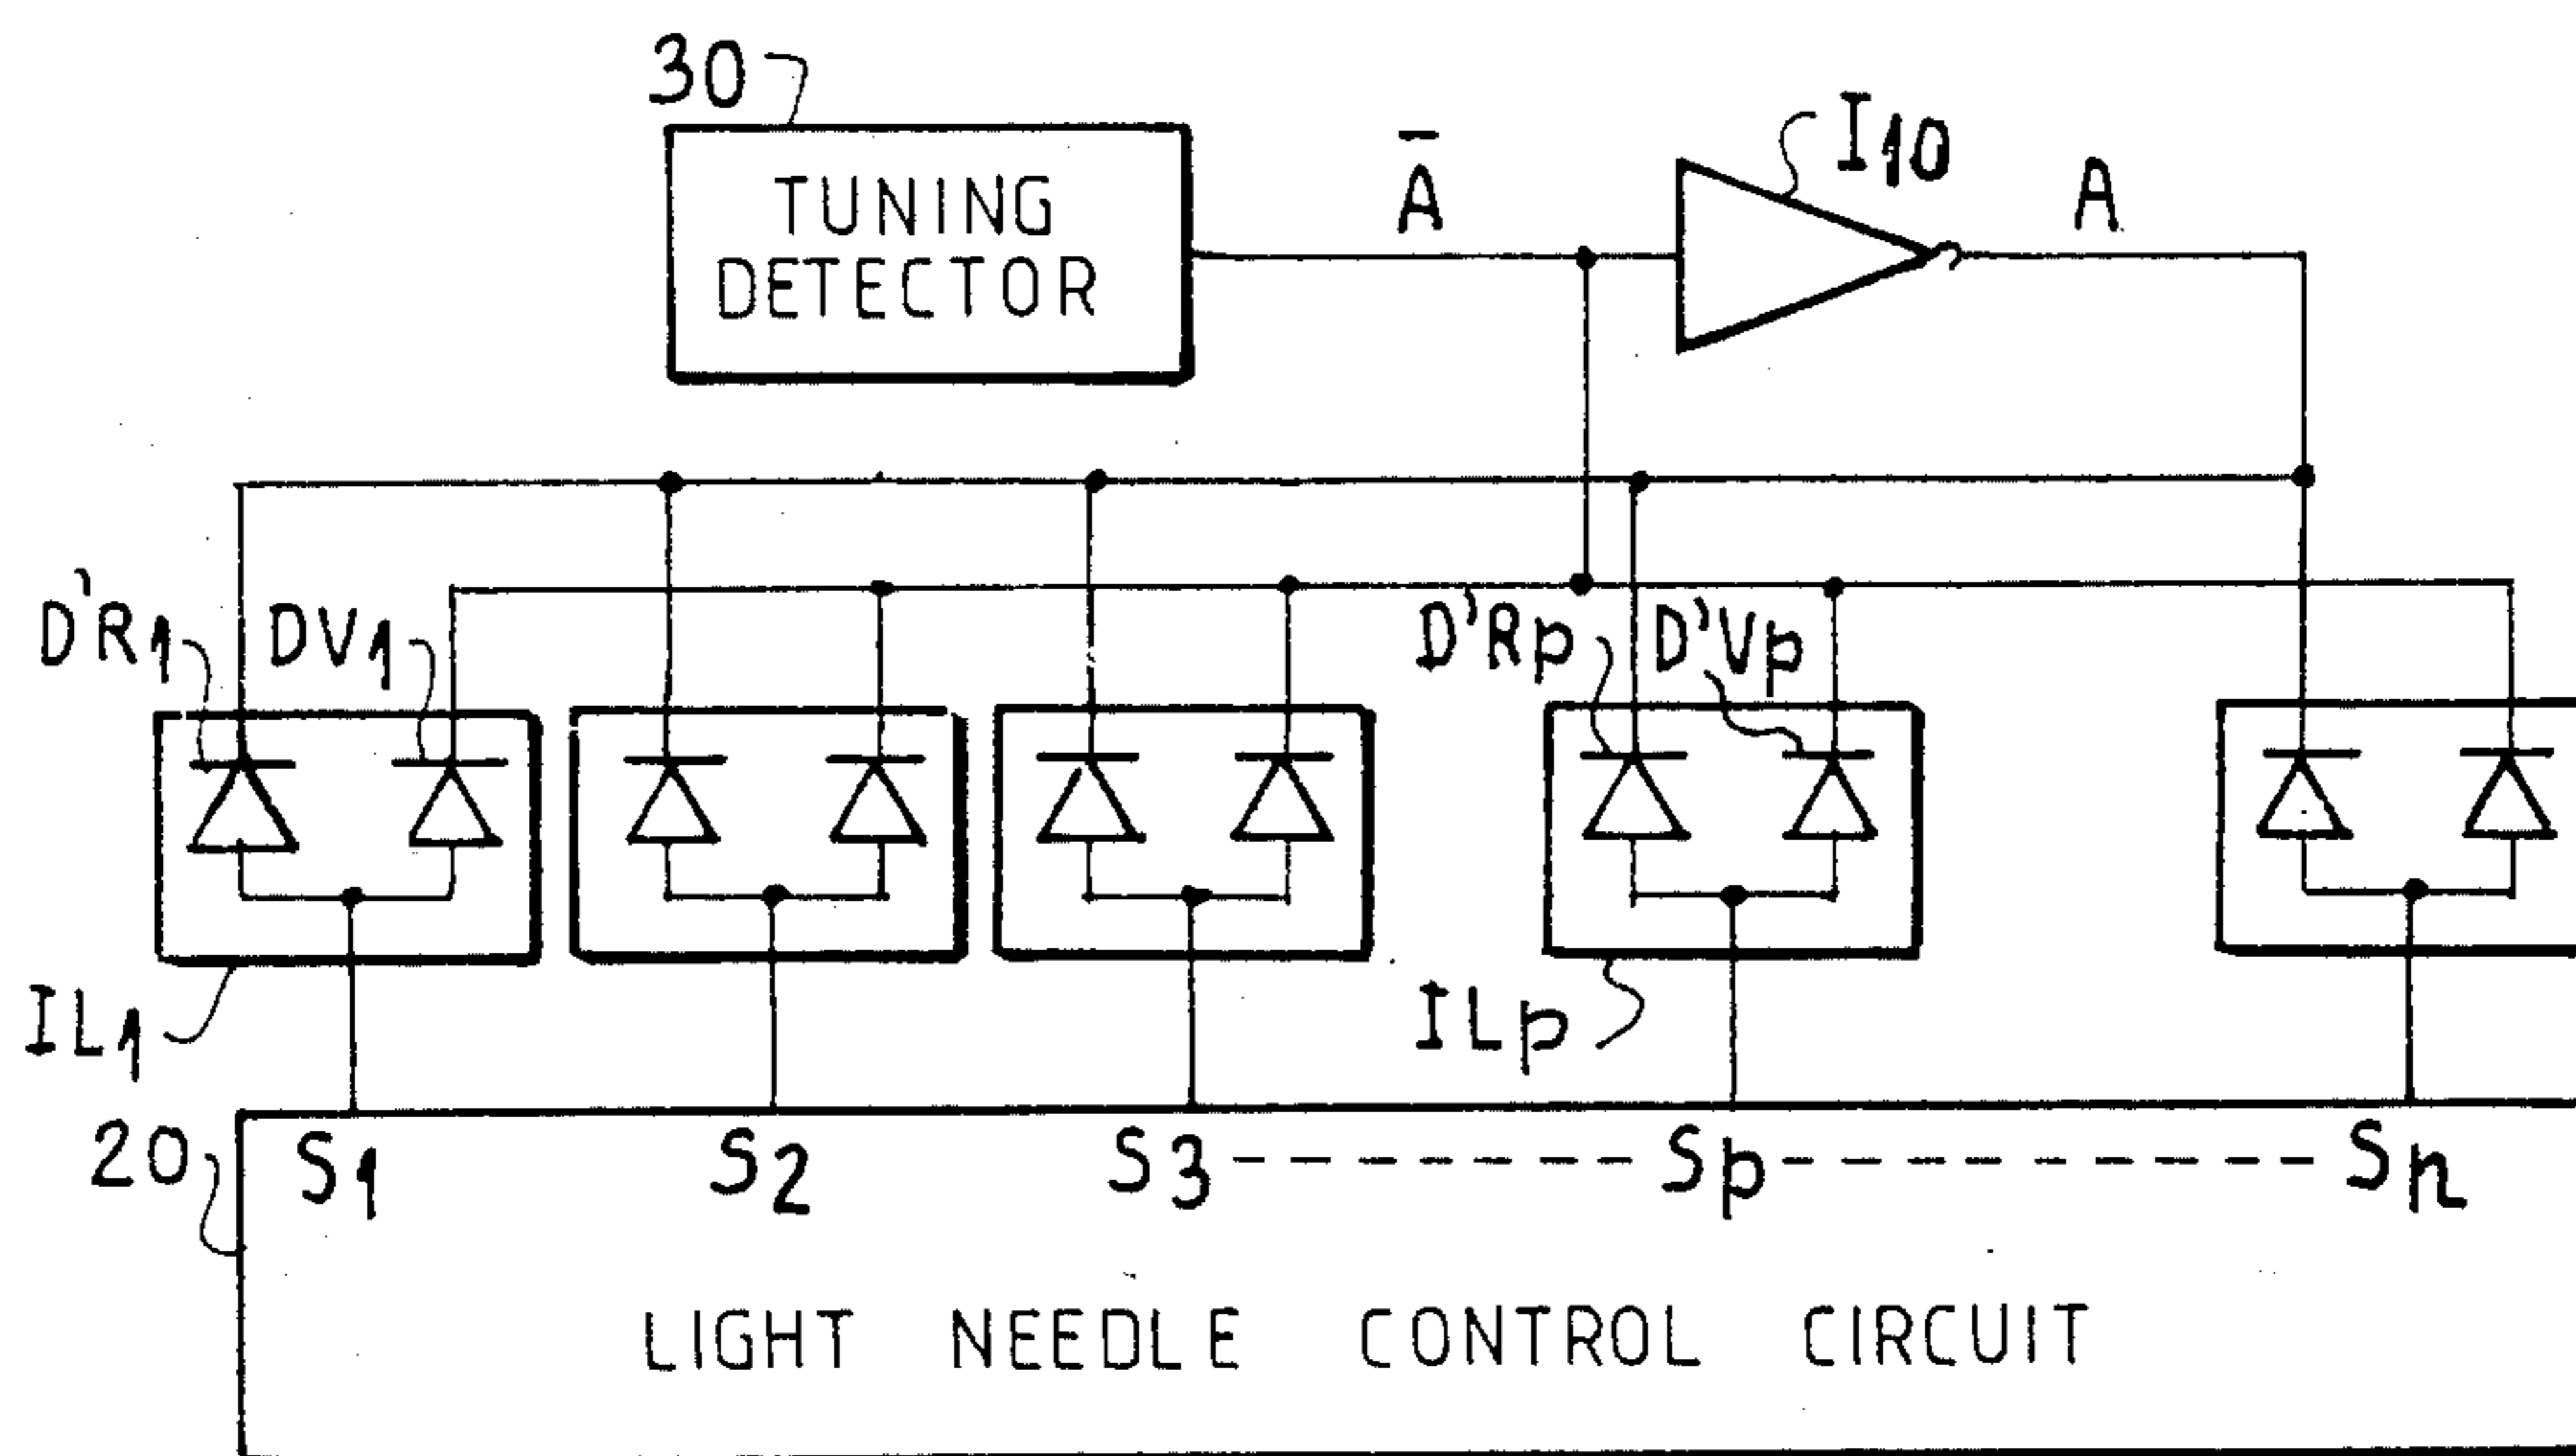 30
TUNING
DETECTOR
Ā
I10
A
D'R1
DV1
D'Rp
D'Vp
IL1
ILp
20
S1
S2
S3 - - - - - - - Sp - - - - - - - - - Sn
LIGHT NEEDLE CONTROL CIRCUIT